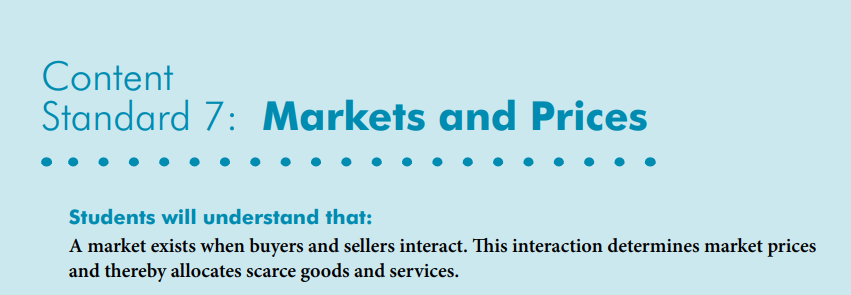 Content
Standard 7: Markets and Prices
Students will understand that:
A market exists when buyers and sellers interact. This interaction determines market prices
and thereby allocates scarce goods and services.